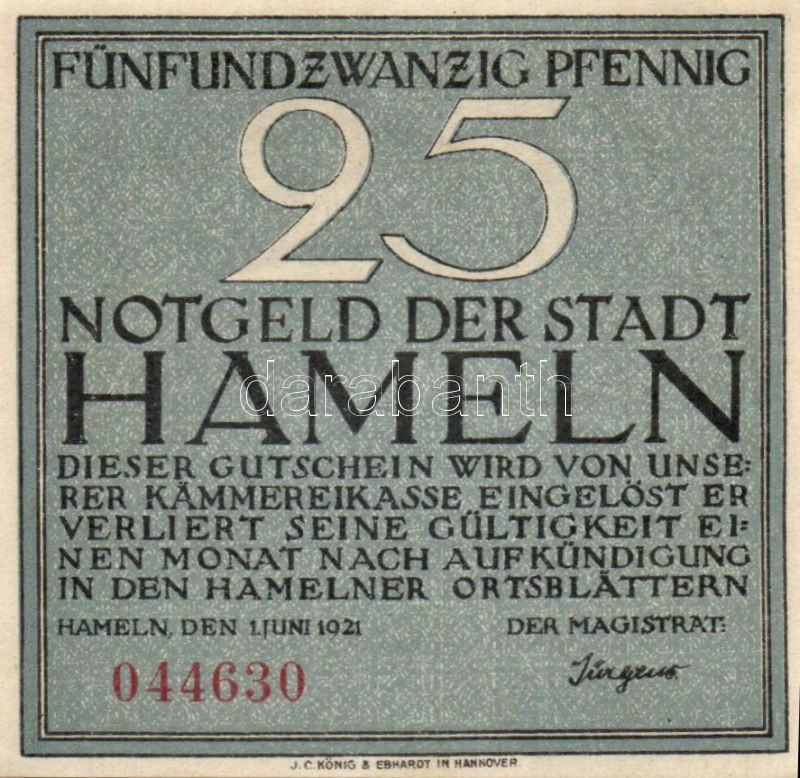 FÜNFUNDZWANZIG PFENNIG
25
NOTGELD DER STADT
HAMELN
darabanth
DIESER GUTSCHEIN WIRD VON UNSE=
RER KÄMMEREIKASSE EINGELÖST ER
VERLIERT SEINE GÜLTIGKEIT EI=
NEN MONAT NACH AUFKÜNDIGUNG
IN DEN HAMELNER ORTSBLÄTTERN
HAMELN, DEN 1. JUNI 1921 DER MAGISTRAT:
044630 Jürgens
J. C. KÖNIG & EBHARDT IN HANNOVER.